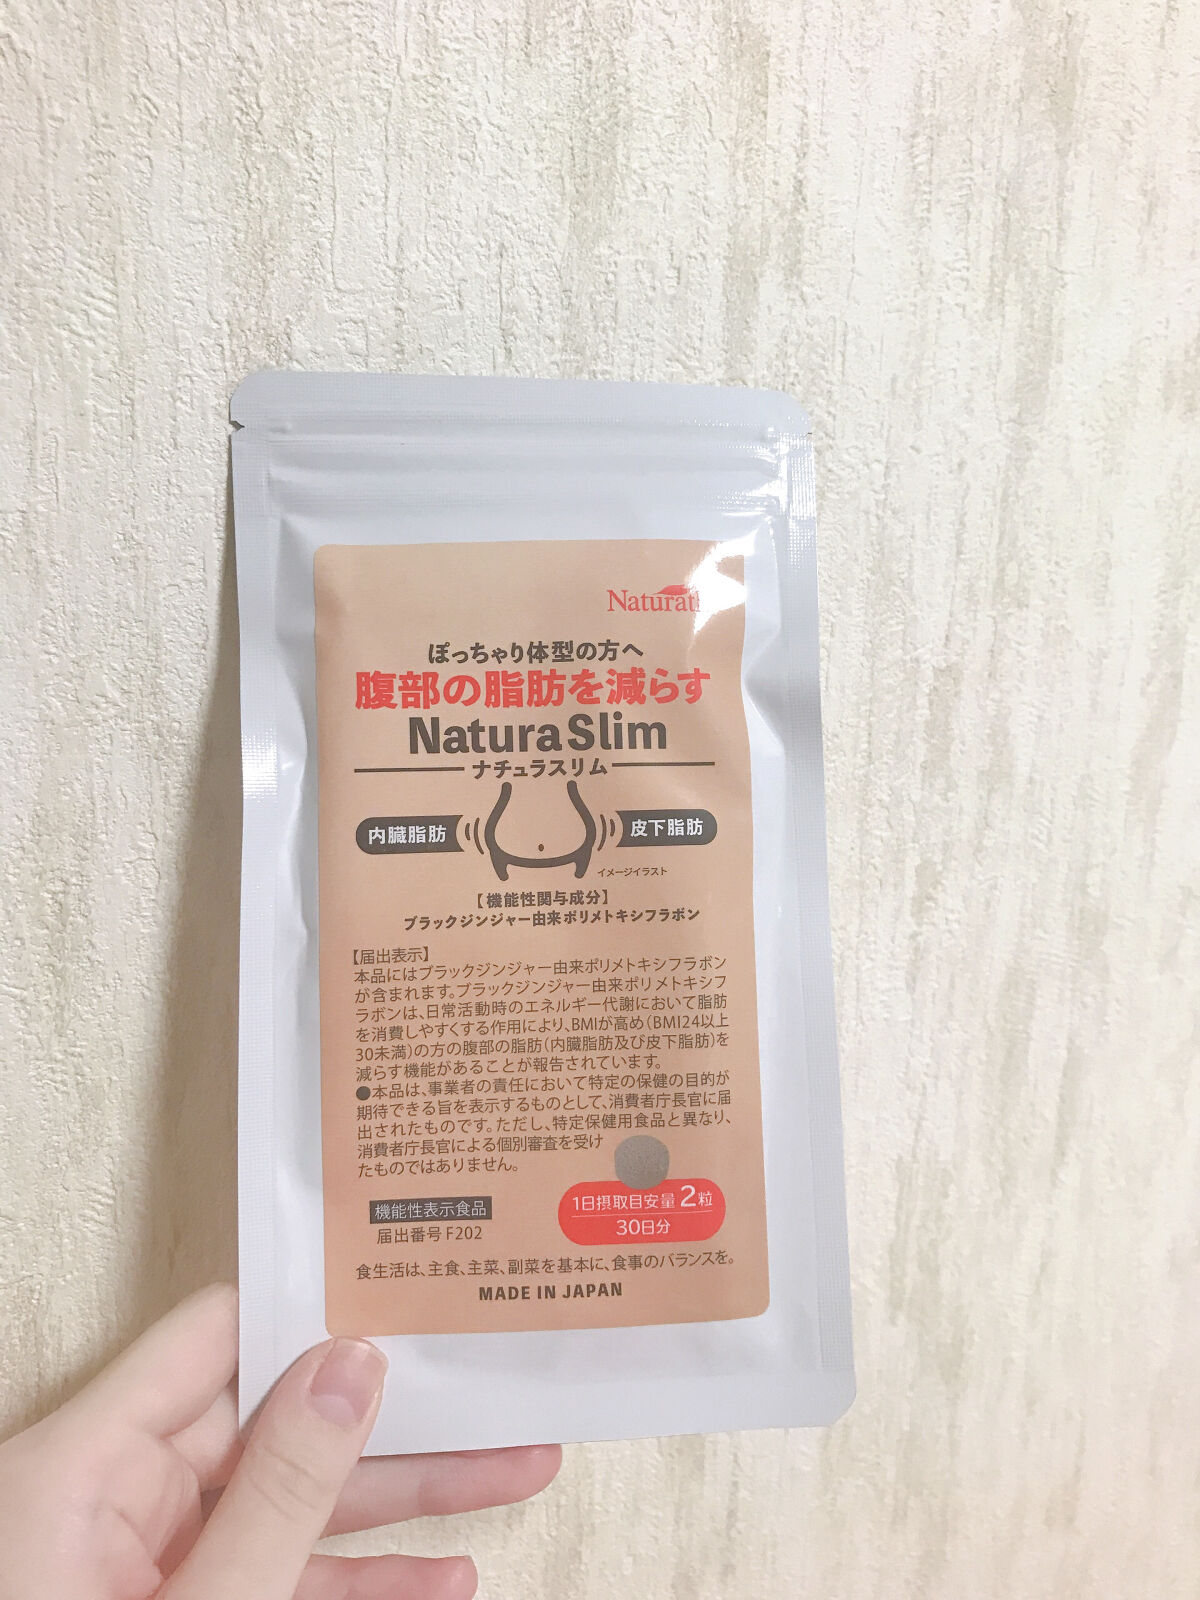 ぽっちゃり体型の方へ
腹部の脂肪を減らす
Natura Slim
ナチュラスリム
内臓脂肪
皮下脂肪
イメージイラスト
【機能性関与成分】
ブラックジンジャー由来ポリメトキシフラボン
【届出表示】
本品にはブラックジンジャー由来ポリメトキシフラボン
が含まれます。ブラックジンジャー由来ポリメトキシフ
ラボンは、日常活動時のエネルギー代謝において脂肪
を消費しやすくする作用により、BMIが高め（BMI24以上
30未満）の方の腹部の脂肪（内臓脂肪及び皮下脂肪）を
減らす機能があることが報告されています。
●本品は、事業者の責任において特定の保健の目的が
期待できる旨を表示するものとして、消費者庁長官に届
出されたものです。ただし、特定保健用食品と異なり、
消費者庁長官による個別審査を受け
たものではありません。
機能性表示食品
届出番号 F202
1日摂取目安量 2粒
30日分
食生活は、主食、主菜、副菜を基本に、食事のバランスを。
MADE IN JAPAN